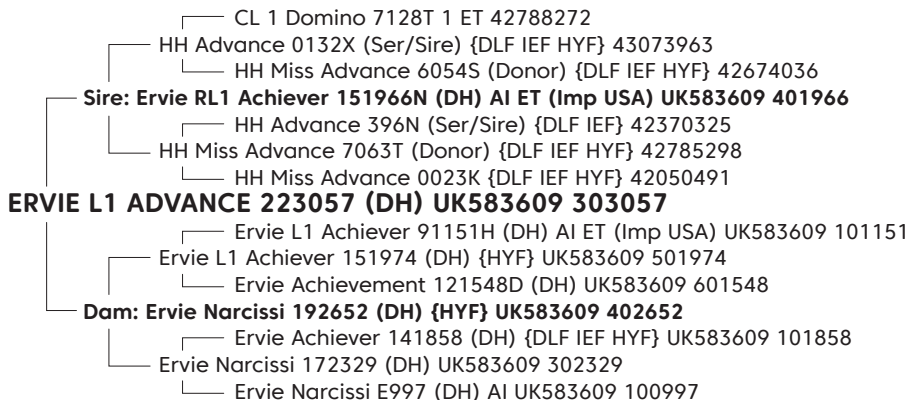 CL 1 Domino 7128T 1 ET 42788272
HH Advance 0132X (Ser/Sire) {DLF IEF HYF} 43073963
HH Miss Advance 6054S (Donor) {DLF IEF HYF} 42674036
Sire: Ervie RL1 Achiever 151966N (DH) AI ET (Imp USA) UK583609 401966
HH Advance 396N (Ser/Sire) {DLF IEF} 42370325
HH Miss Advance 7063T (Donor) {DLF IEF HYF} 42785298
HH Miss Advance 0023K {DLF IEF HYF} 42050491
ERVIE L1 ADVANCE 223057 (DH) UK583609 303057
Ervie L1 Achiever 91151H (DH) AI ET (Imp USA) UK583609 101151
Ervie L1 Achiever 151974 (DH) {HYF} UK583609 501974
Ervie Achievement 121548D (DH) UK583609 601548
Dam: Ervie Narcissi 192652 (DH) {HYF} UK583609 402652
Ervie Achiever 141858 (DH) {DLF IEF HYF} UK583609 101858
Ervie Narcissi 172329 (DH) UK583609 302329
Ervie Narcissi E997 (DH) AI UK583609 100997